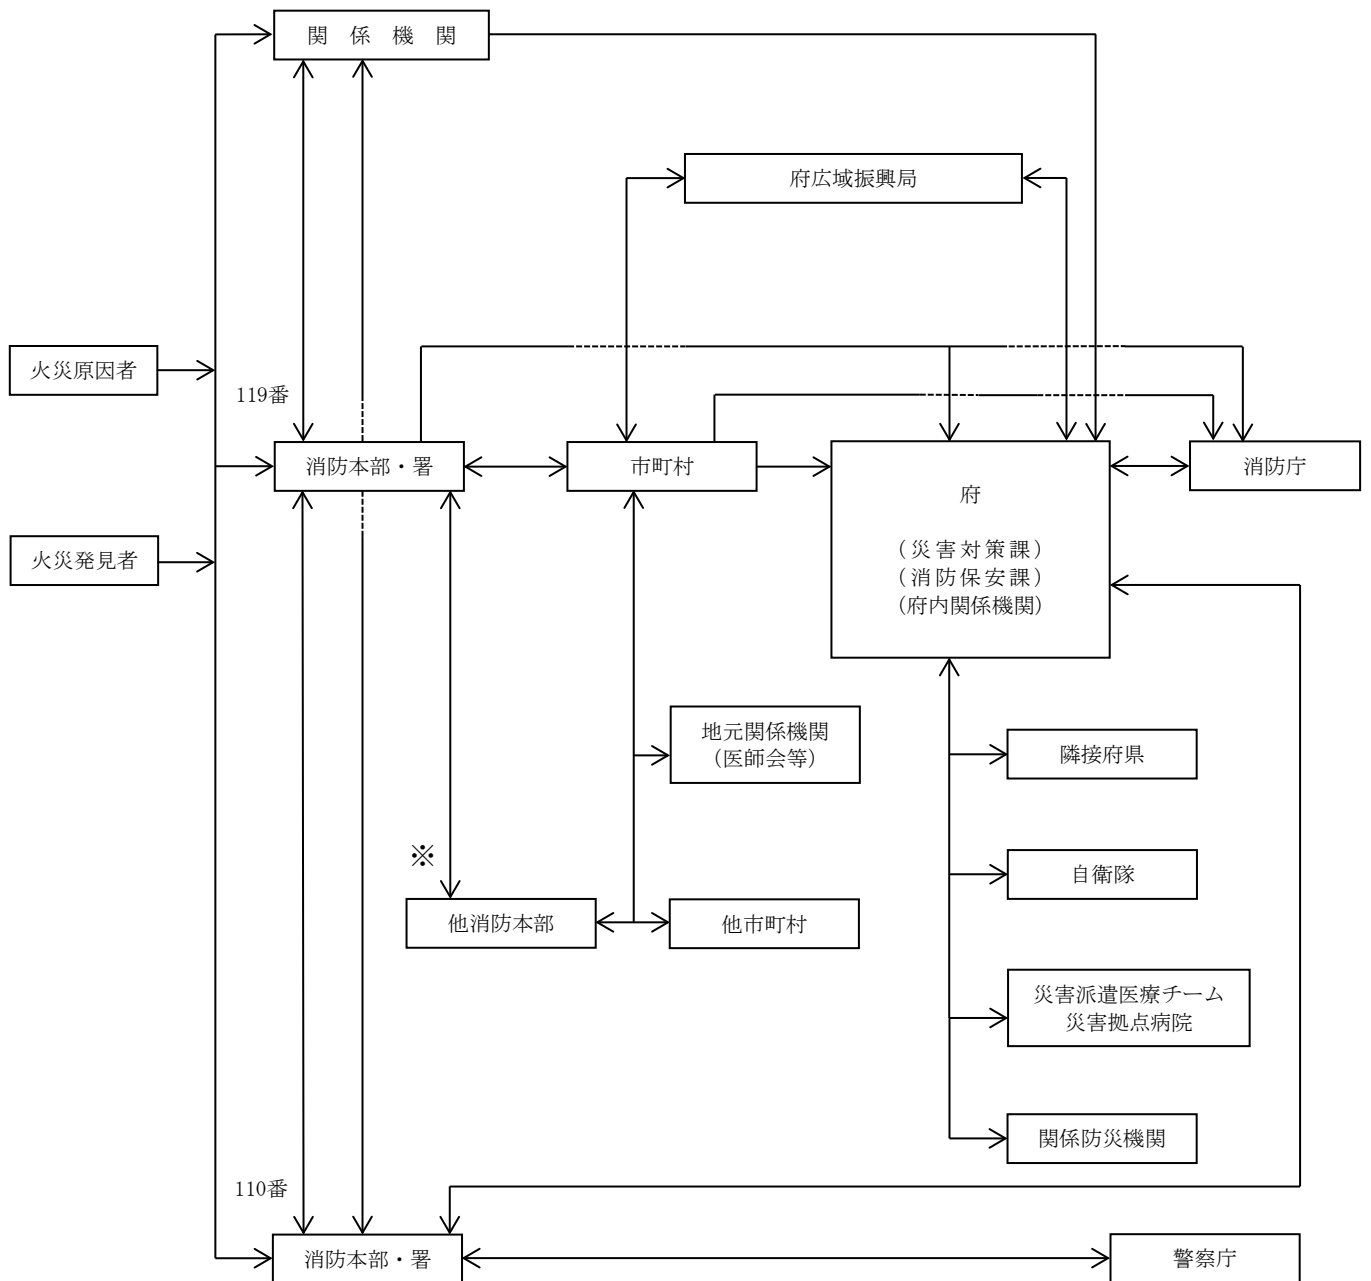 関係機関
府広域振興局
火災原因者
119番
消防本部・署
市町村
府
(災害対策課)
(消防保安課)
(府内関係機関)
消防庁
火災発見者
地元関係機関
(医師会等)
隣接府県
※
自衛隊
他消防本部
他市町村
災害派遣医療チーム
災害拠点病院
関係防災機関
110番
消防本部・署
警察庁